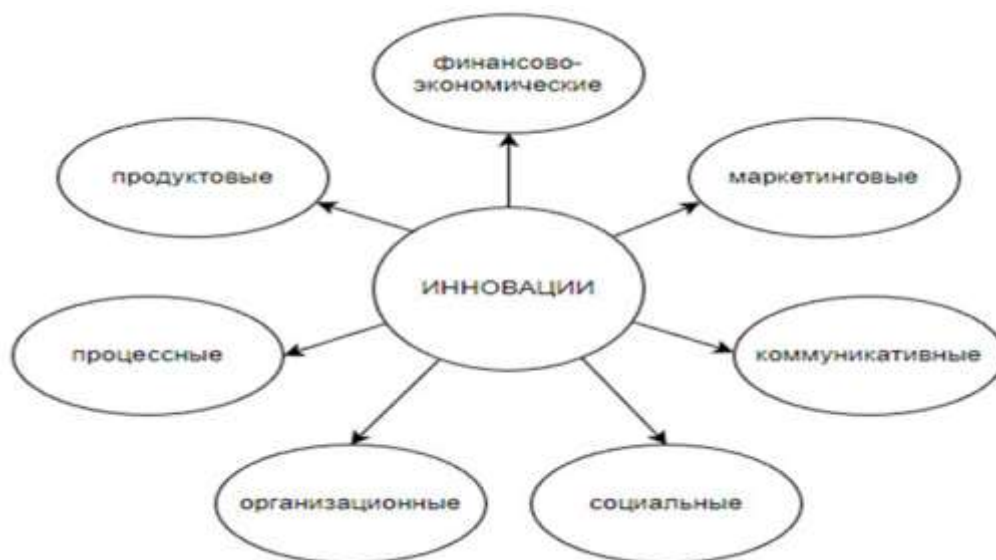 финансово-
экономические
продуктовые
маркетинговые
ИННОВАЦИИ
процессные
коммуникативные
организационные
социальные